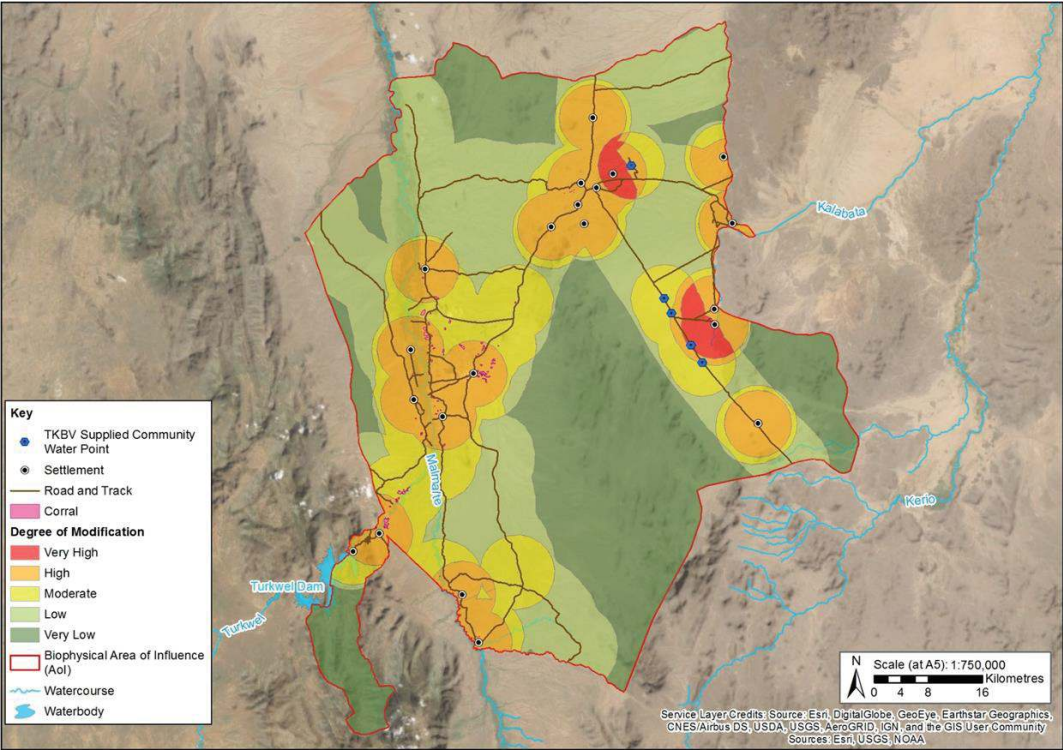 Kalabata
Malmalte
Kerio
Turkwel Dam
Turkwel
Key
TKBV Supplied Community
Water Point
Settlement
Road and Track
Corral
Degree of Modification
Very High
High
Moderate
Low
Very Low
Biophysical Area of Influence
(AoI)
Watercourse
Waterbody
N
Scale (at A5): 1:750,000
Kilometres
0 4 8 16
Service Layer Credits: Source: Esri, DigitalGlobe, GeoEye, Earthstar Geographics,
CNES/Airbus DS, USDA, USGS, AeroGRID, IGN, and the GIS User Community
Sources: Esri, USGS, NOAA